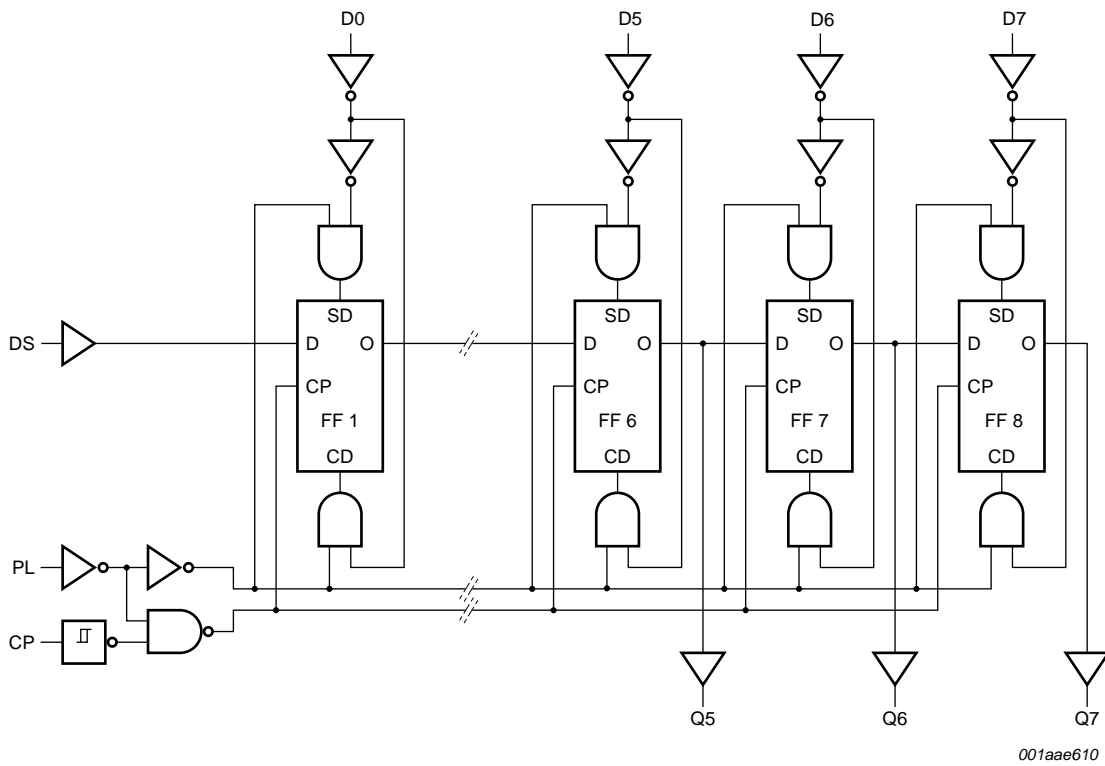 D0 D5 D6 D7
SD SD SD SD
DS D O D O D O D O
CP CP CP CP
FF 1 FF 6 FF 7 FF 8
CD CD CD CD
PL
CP
Q5 Q6 Q7
001aae610